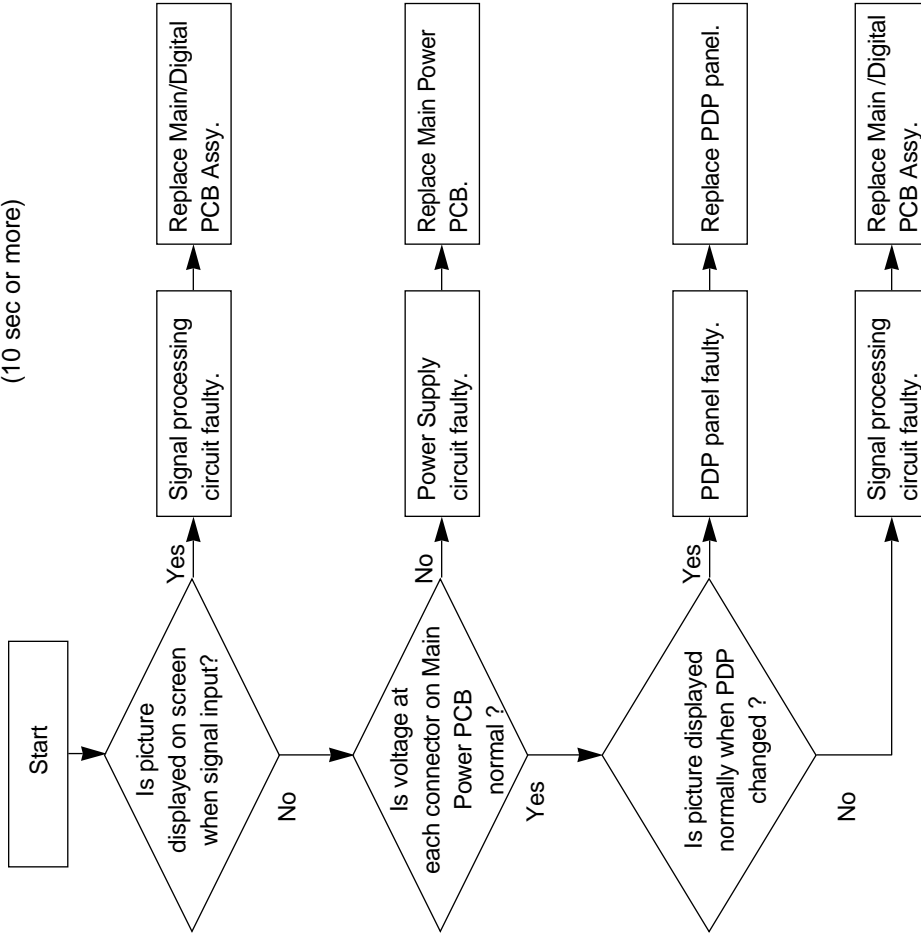 (10 sec or more)
Start
Is picture
displayed on screen
when signal input?
Yes
Signal processing
circuit faulty.
Replace Main/Digital
PCB Assy.
No
Is voltage at
each connector on Main
Power PCB
normal ?
No
Power Supply
circuit faulty.
Replace Main Power
PCB.
Yes
Is picture displayed
normally when PDP
changed ?
Yes
PDP panel faulty.
Replace PDP panel.
No
Signal processing
circuit faulty.
Replace Main /Digital
PCB Assy.